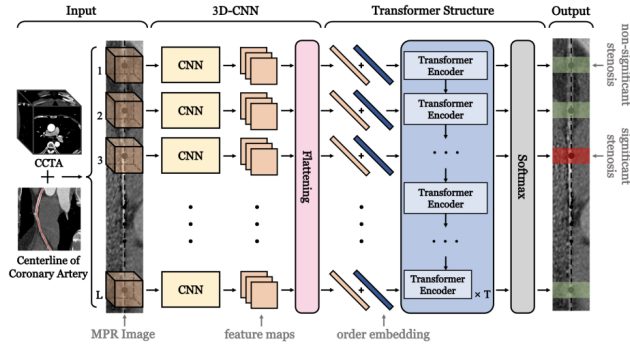 Input
3D-CNN
Transformer Structure
Output
1
CNN
Transformer
Encoder
non-significant
stenosis
2
CNN
Transformer
Encoder
CCTA
+
3
CNN
Flattening
Softmax
significant
stenosis
Transformer
Encoder
Centerline of
Coronary Artery
L
CNN
Transformer
Encoder
× T
+
+
+
+
MPR Image
feature maps
order embedding